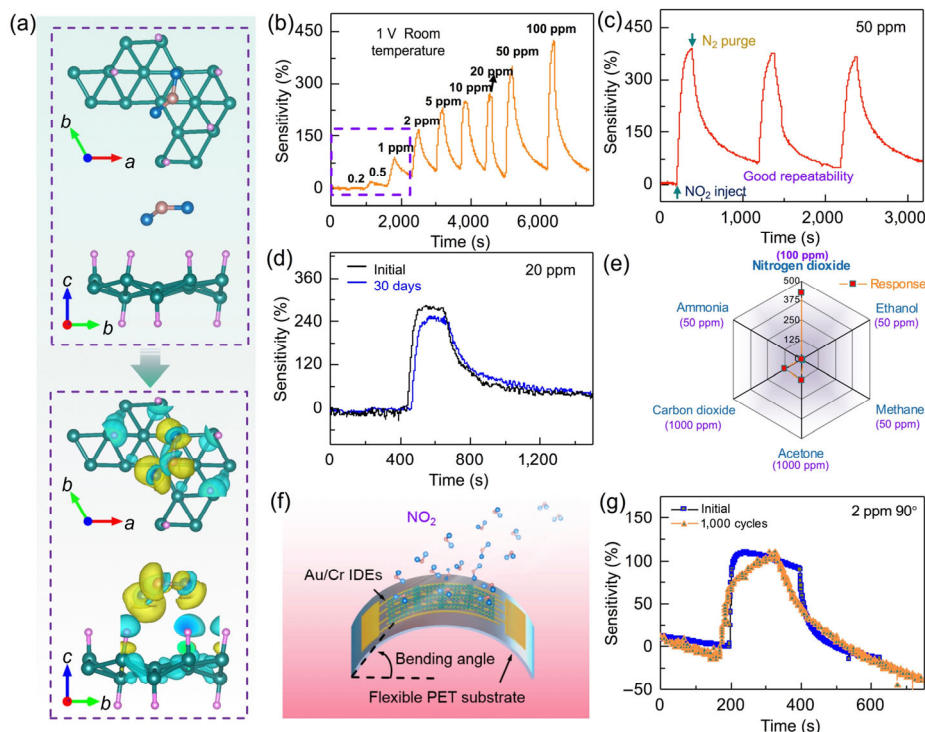 (a)
b
a
c
b
b
a
c
b
(b)
1 V Room
temperature
Sensitivity (%)
450
300
150
0
0.2
0.5
1 ppm
2 ppm
5 ppm
10 ppm
20 ppm
50 ppm
100 ppm
0
2,000
4,000
6,000
Time (s)
(c)
50 ppm
N₂ purge
Sensitivity (%)
450
300
150
0
Good repeatability
NO₂ inject
0
1,000
2,000
3,000
Time (s)
(d)
Initial
30 days
20 ppm
Sensitivity (%)
360
280
240
120
0
0
400
800
1,200
Time (s)
(e)
(100 ppm)
Nitrogen dioxide
Response
500
375
250
125
0
Ammonia
(50 ppm)
Ethanol
(50 ppm)
Carbon dioxide
(1000 ppm)
Methane
(50 ppm)
Acetone
(1000 ppm)
(f)
NO₂
Au/Cr IDEs
Bending angle
Flexible PET substrate
(g)
Initial
1,000 cycles
2 ppm 90°
Sensitivity (%)
150
100
50
0
−50
0
200
400
600
Time (s)